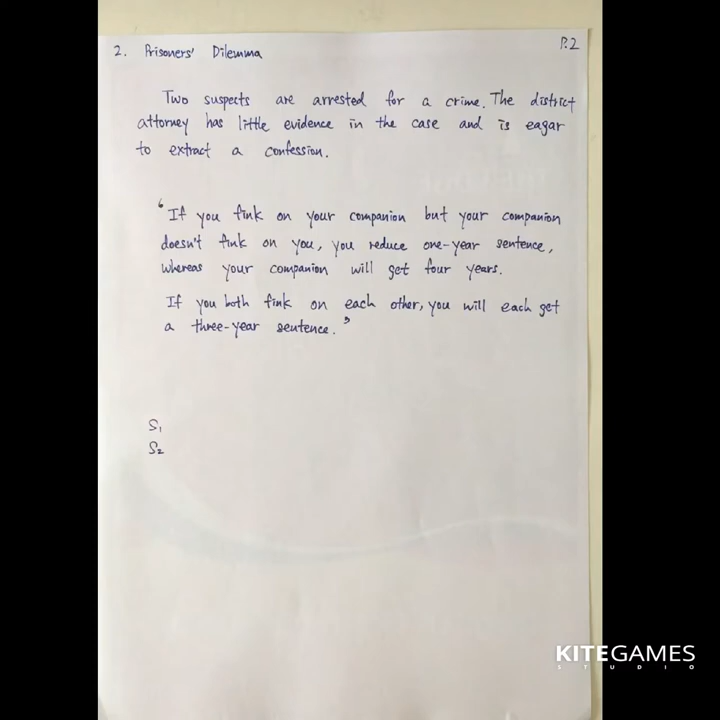 P.2
2. Prisoners' Dilemma
Two suspects are arrested for a crime. The district
attorney has little evidence in the case and is eagar
to extract a confession.
“If you fink on your companion but your companion
doesn't fink on you, you reduce one-year sentence,
whereas your companion will get four years.
If you both fink on each other, you will each get
a three-year sentence.”
S₁
S₂
KITEGAMES
STUDIO